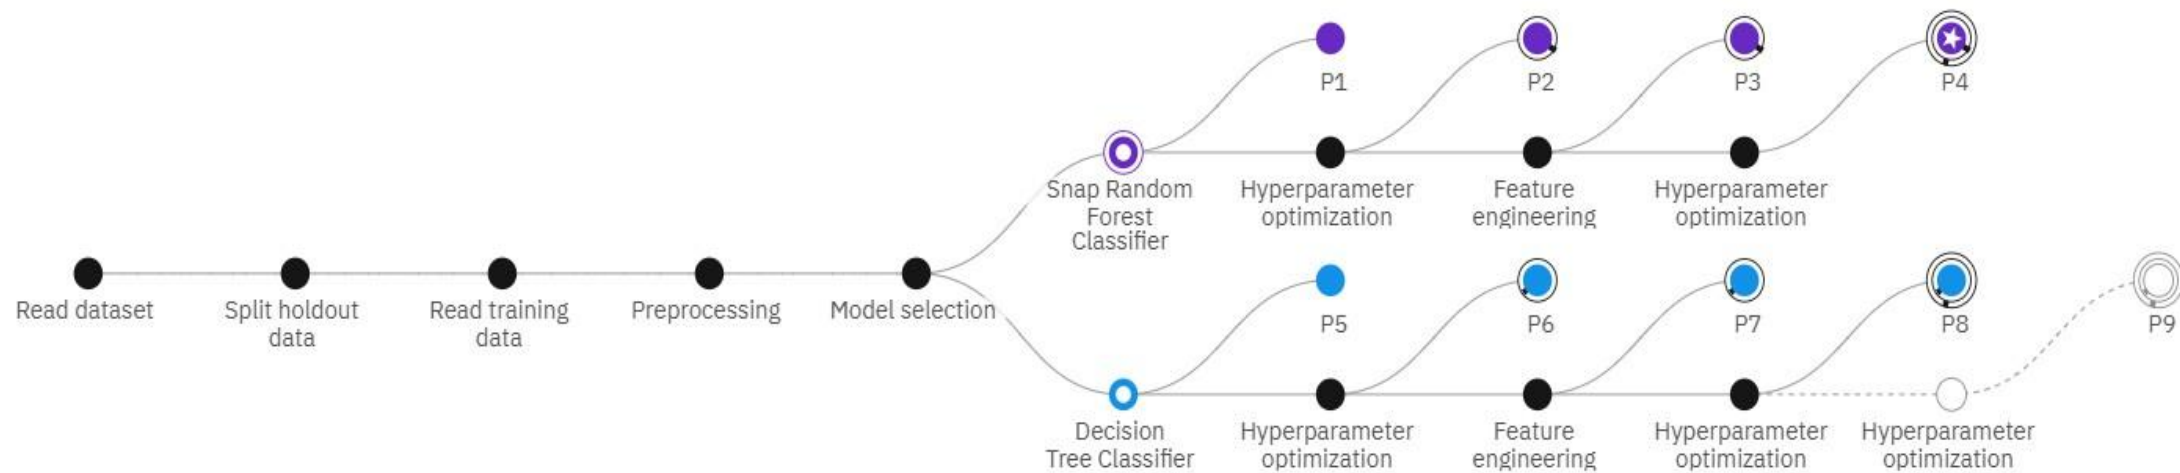 P1
P2
P3
P4
Snap Random
Forest
Classifier
Hyperparameter
optimization
Feature
engineering
Hyperparameter
optimization
Read dataset
Split holdout
data
Read training
data
Preprocessing
Model selection
P5
P6
P7
P8
P9
Decision
Tree Classifier
Hyperparameter
optimization
Feature
engineering
Hyperparameter
optimization
Hyperparameter
optimization